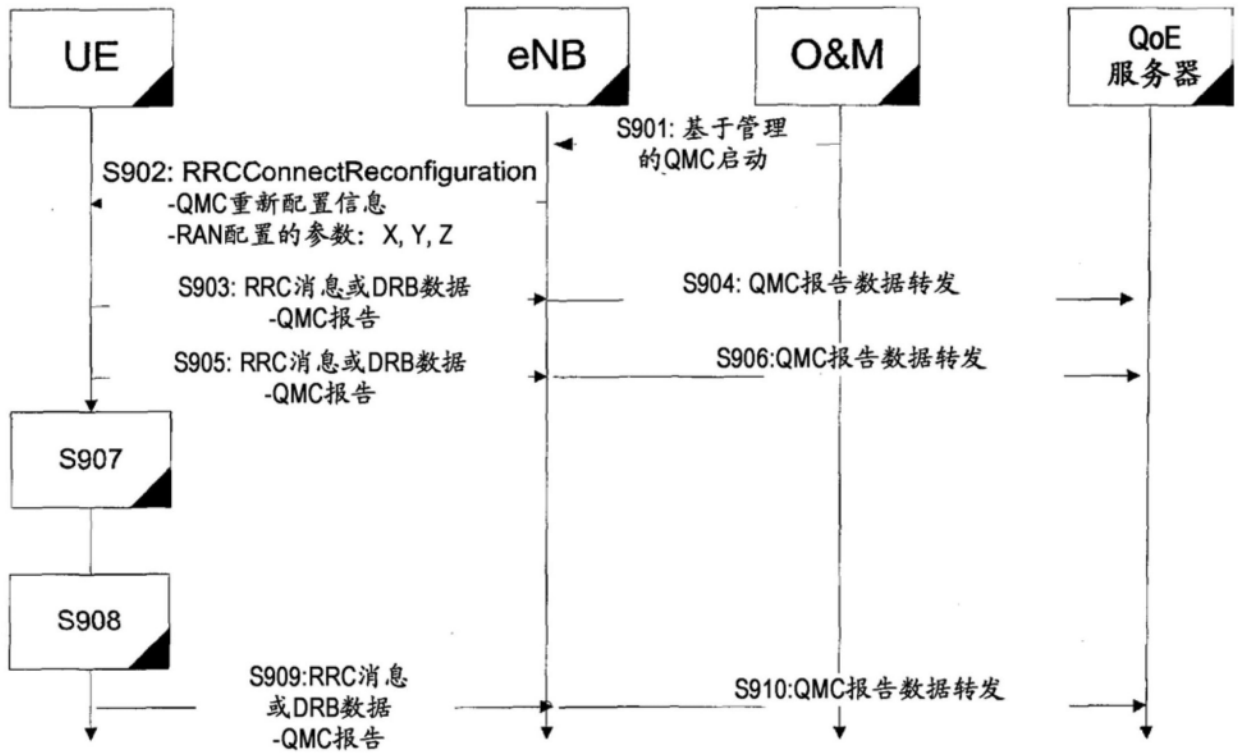 UE
eNB
O&M
QoE
服务器
S901: 基于管理
的QMC启动
S902: RRCConnectReconfiguration
-QMC重新配置信息
-RAN配置的参数: X, Y, Z
S903: RRC消息或DRB数据
-QMC报告
S904: QMC报告数据转发
S905: RRC消息或DRB数据
-QMC报告
S906:QMC报告数据转发
S907
S908
S909:RRC消息
或DRB数据
-QMC报告
S910:QMC报告数据转发